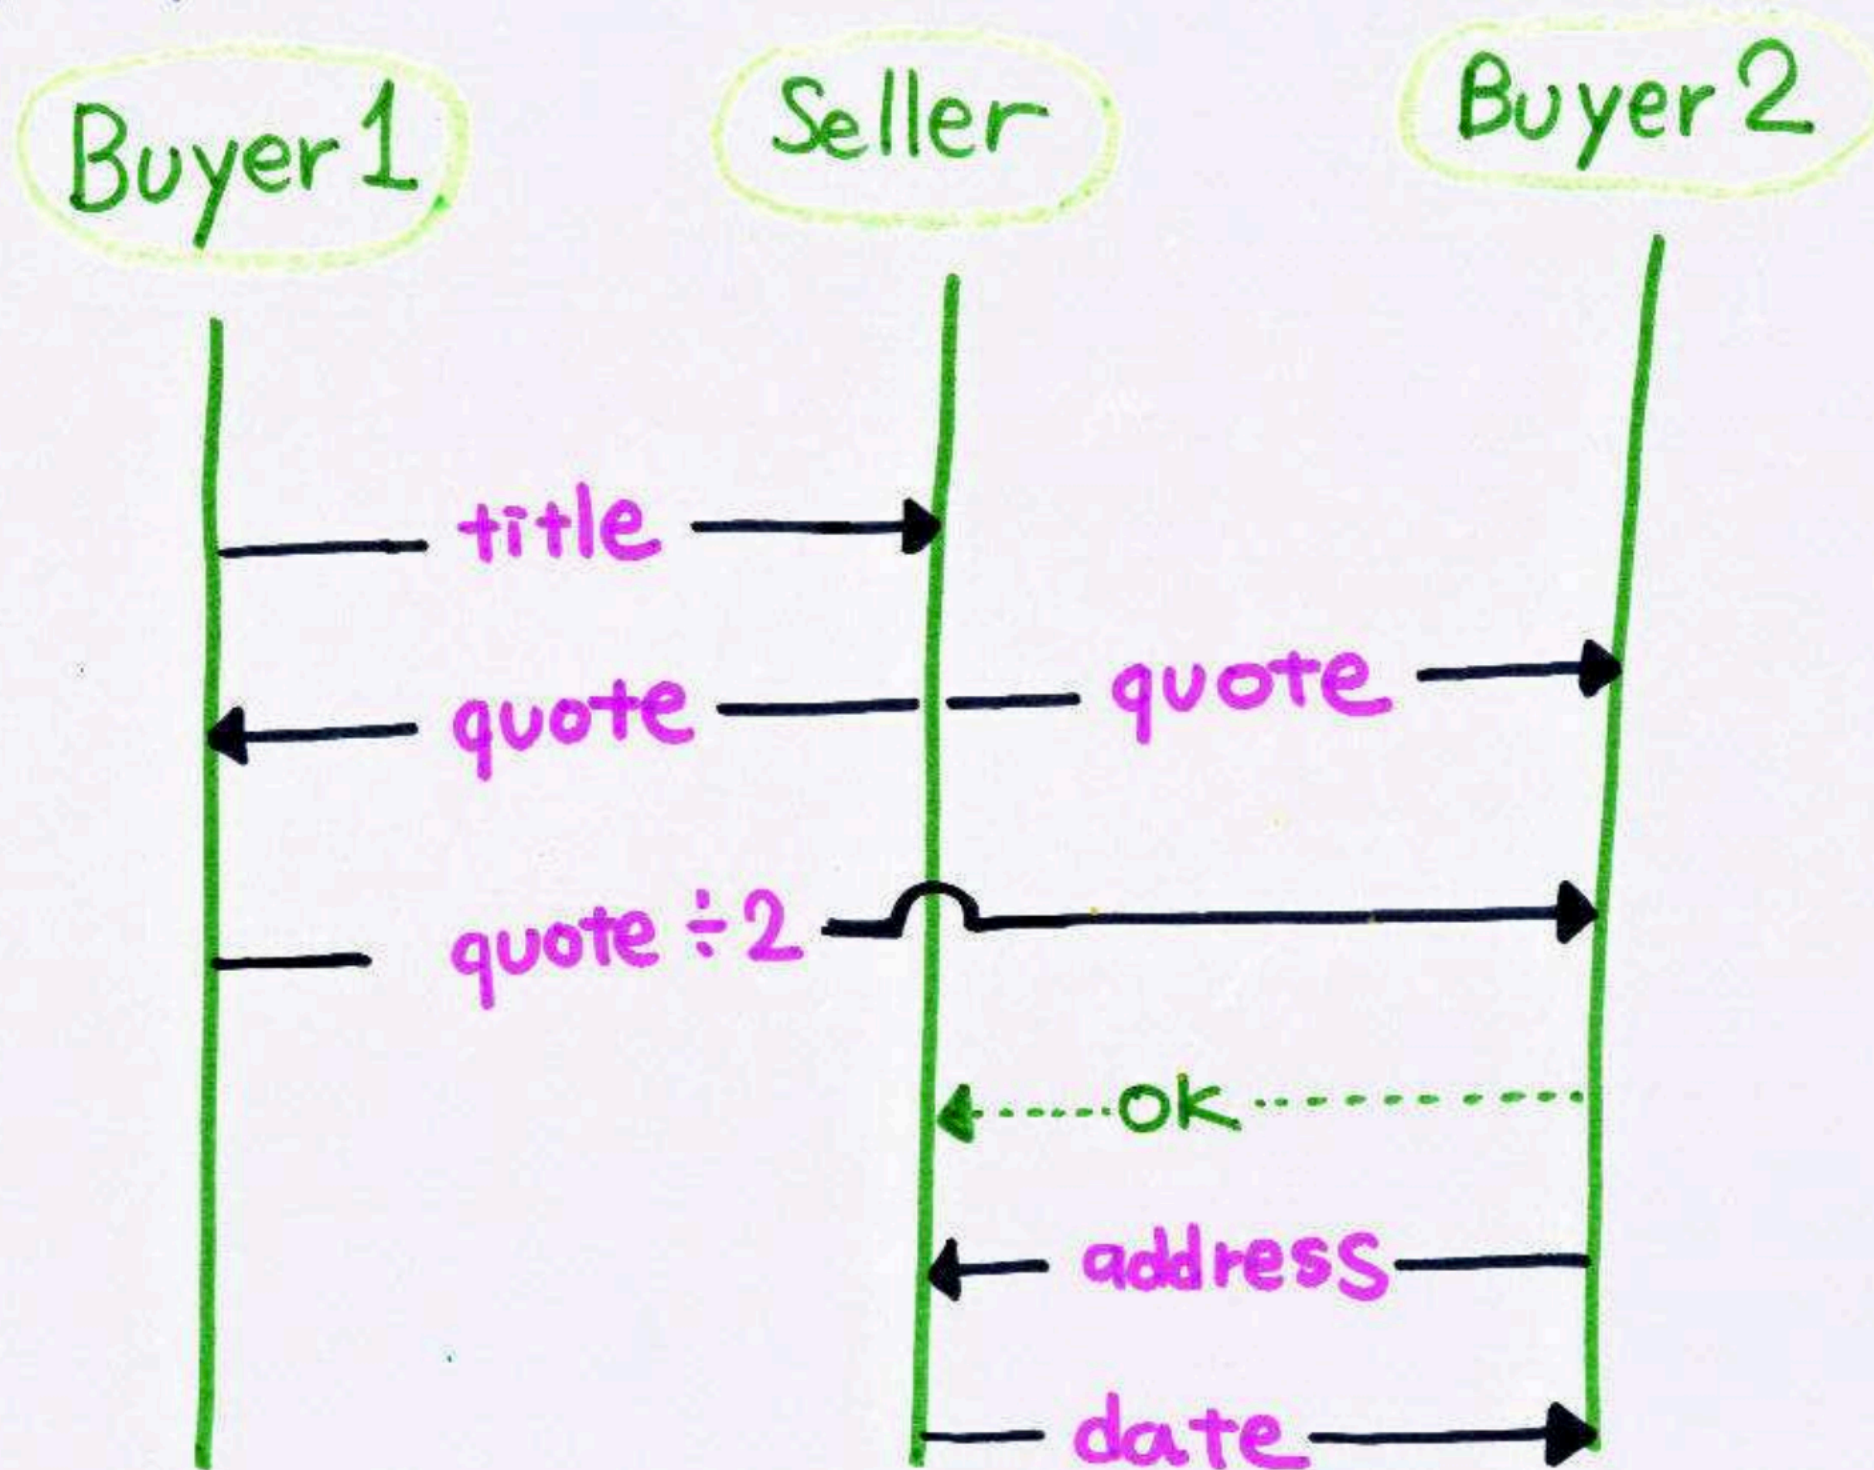 Buyer 1
Seller
Buyer 2
title
quote
quote
quote ÷ 2
ok
address
date